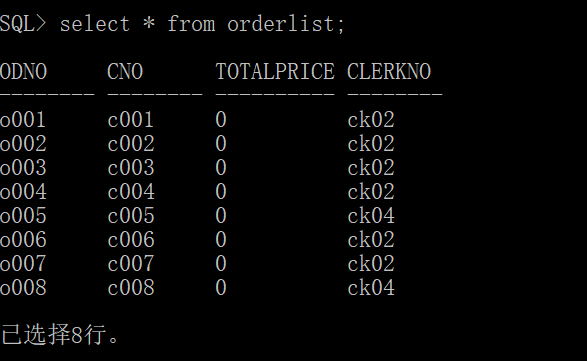 SQL> select * from orderlist;
ODNO CNO TOTALPRICE CLERKNO
-------- -------- ---------- --------
o001 c001 0 ck02
o002 c002 0 ck02
o003 c003 0 ck02
o004 c004 0 ck02
o005 c005 0 ck04
o006 c006 0 ck02
o007 c007 0 ck02
o008 c008 0 ck04
已选择8行。